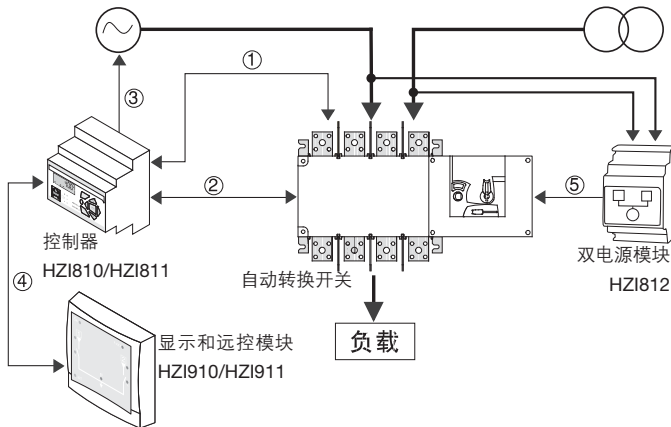 ①
③
②
⑤
控制器
HZI810/HZI811
双电源模块
HZI812
④
自动转换开关
显示和远控模块
HZI910/HZI911
负载